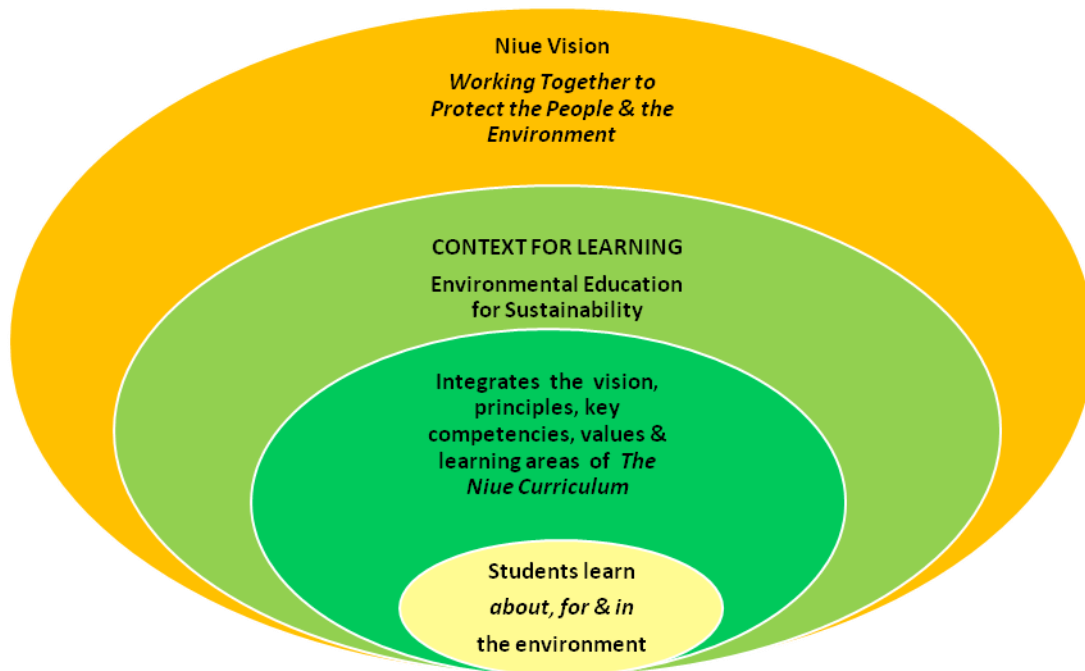 Niue Vision
Working Together to
Protect the People & the
Environment
CONTEXT FOR LEARNING
Environmental Education
for Sustainability
Integrates the vision,
principles, key
competencies, values &
learning areas of The
Niue Curriculum
Students learn
about, for & in
the environment